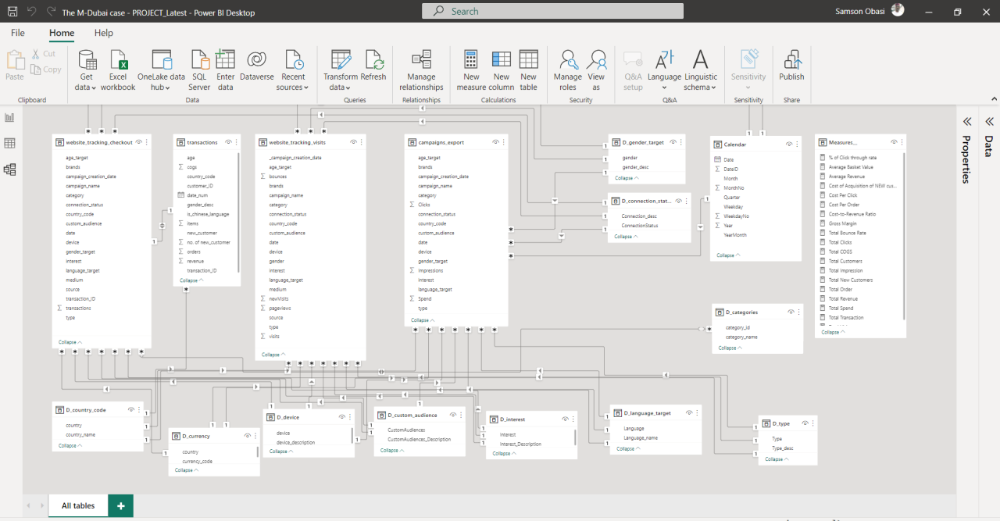 The M-Dubai case - PROJECT_Latest - Power BI Desktop
Search
Samson Obasi
File
Home
Help
Paste
Cut
Copy
Get data
Excel workbook
OneLake data hub
SQL Server
Enter data
Dataverse
Recent sources
Transform data
Refresh
Manage relationships
New measure
New column
New table
Manage roles
View as
Q&A setup
Language
Linguistic schema
Sensitivity
Publish
Clipboard
Data
Queries
Relationships
Calculations
Security
Q&A
Sensitivity
Share
website_tracking_checkout
age_target
brands
campaign_creation_date
campaign_name
category
connection_status
country_code
custom_audience
date
device
gender_target
interest
language_target
medium
source
transaction_ID
transactions
type
Collapse
transactions
age
cogs
country_code
customer_ID
date_num
gender_desc
is_chinese_language
items
new_customer
no. of new_customer
orders
revenue
transaction_ID
Collapse
website_tracking_visits
_campaign_creation_date
age_target
bounces
brands
campaign_name
category
connection_status
country_code
custom_audience
date
device
gender
interest
language_target
medium
newVisits
pageviews
source
type
visits
Collapse
campaigns_export
age_target
brands
campaign_creation_date
campaign_name
category
Clicks
connection_status
country_code
custom_audience
date
device
gender_target
Impressions
interest
language_target
Spend
type
Collapse
D_gender_target
gender
gender_desc
Collapse
D_connection_stat...
Connection_desc
ConnectionStatus
Collapse
Calendar
Date
DateID
Month
MonthNo
Quarter
Weekday
WeekdayNo
Year
YearMonth
Collapse
Measures_
% of Click through rate
Average Basket Value
Average Revenue
Cost of Acquisition of NEW cus...
Cost Per Click
Cost Per Order
Cost-to-Revenue Ratio
Gross Margin
Total Bounce Rate
Total Clicks
Total COGS
Total Customers
Total Impression
Total New Customers
Total Order
Total Revenue
Total Spend
Total Transaction
Collapse
Properties
Data
D_categories
category_id
category_name
Collapse
D_country_code
country
country_name
Collapse
D_currency
country
currency_code
Collapse
D_device
device
device_description
Collapse
D_custom_audience
CustomAudiences
CustomAudiences_Description
Collapse
D_interest
Interest
Interest_Description
Collapse
D_language_target
Language
Language_name
Collapse
D_type
Type
Type_desc
Collapse
All tables